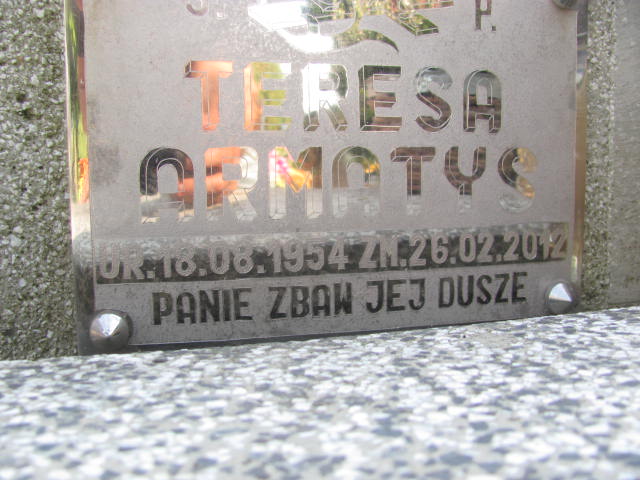 Ś. P.
TERESA
ARMATYS
UR.18.08.1954 ZM.26.02.2012
PANIE ZBAW JEJ DUSZE